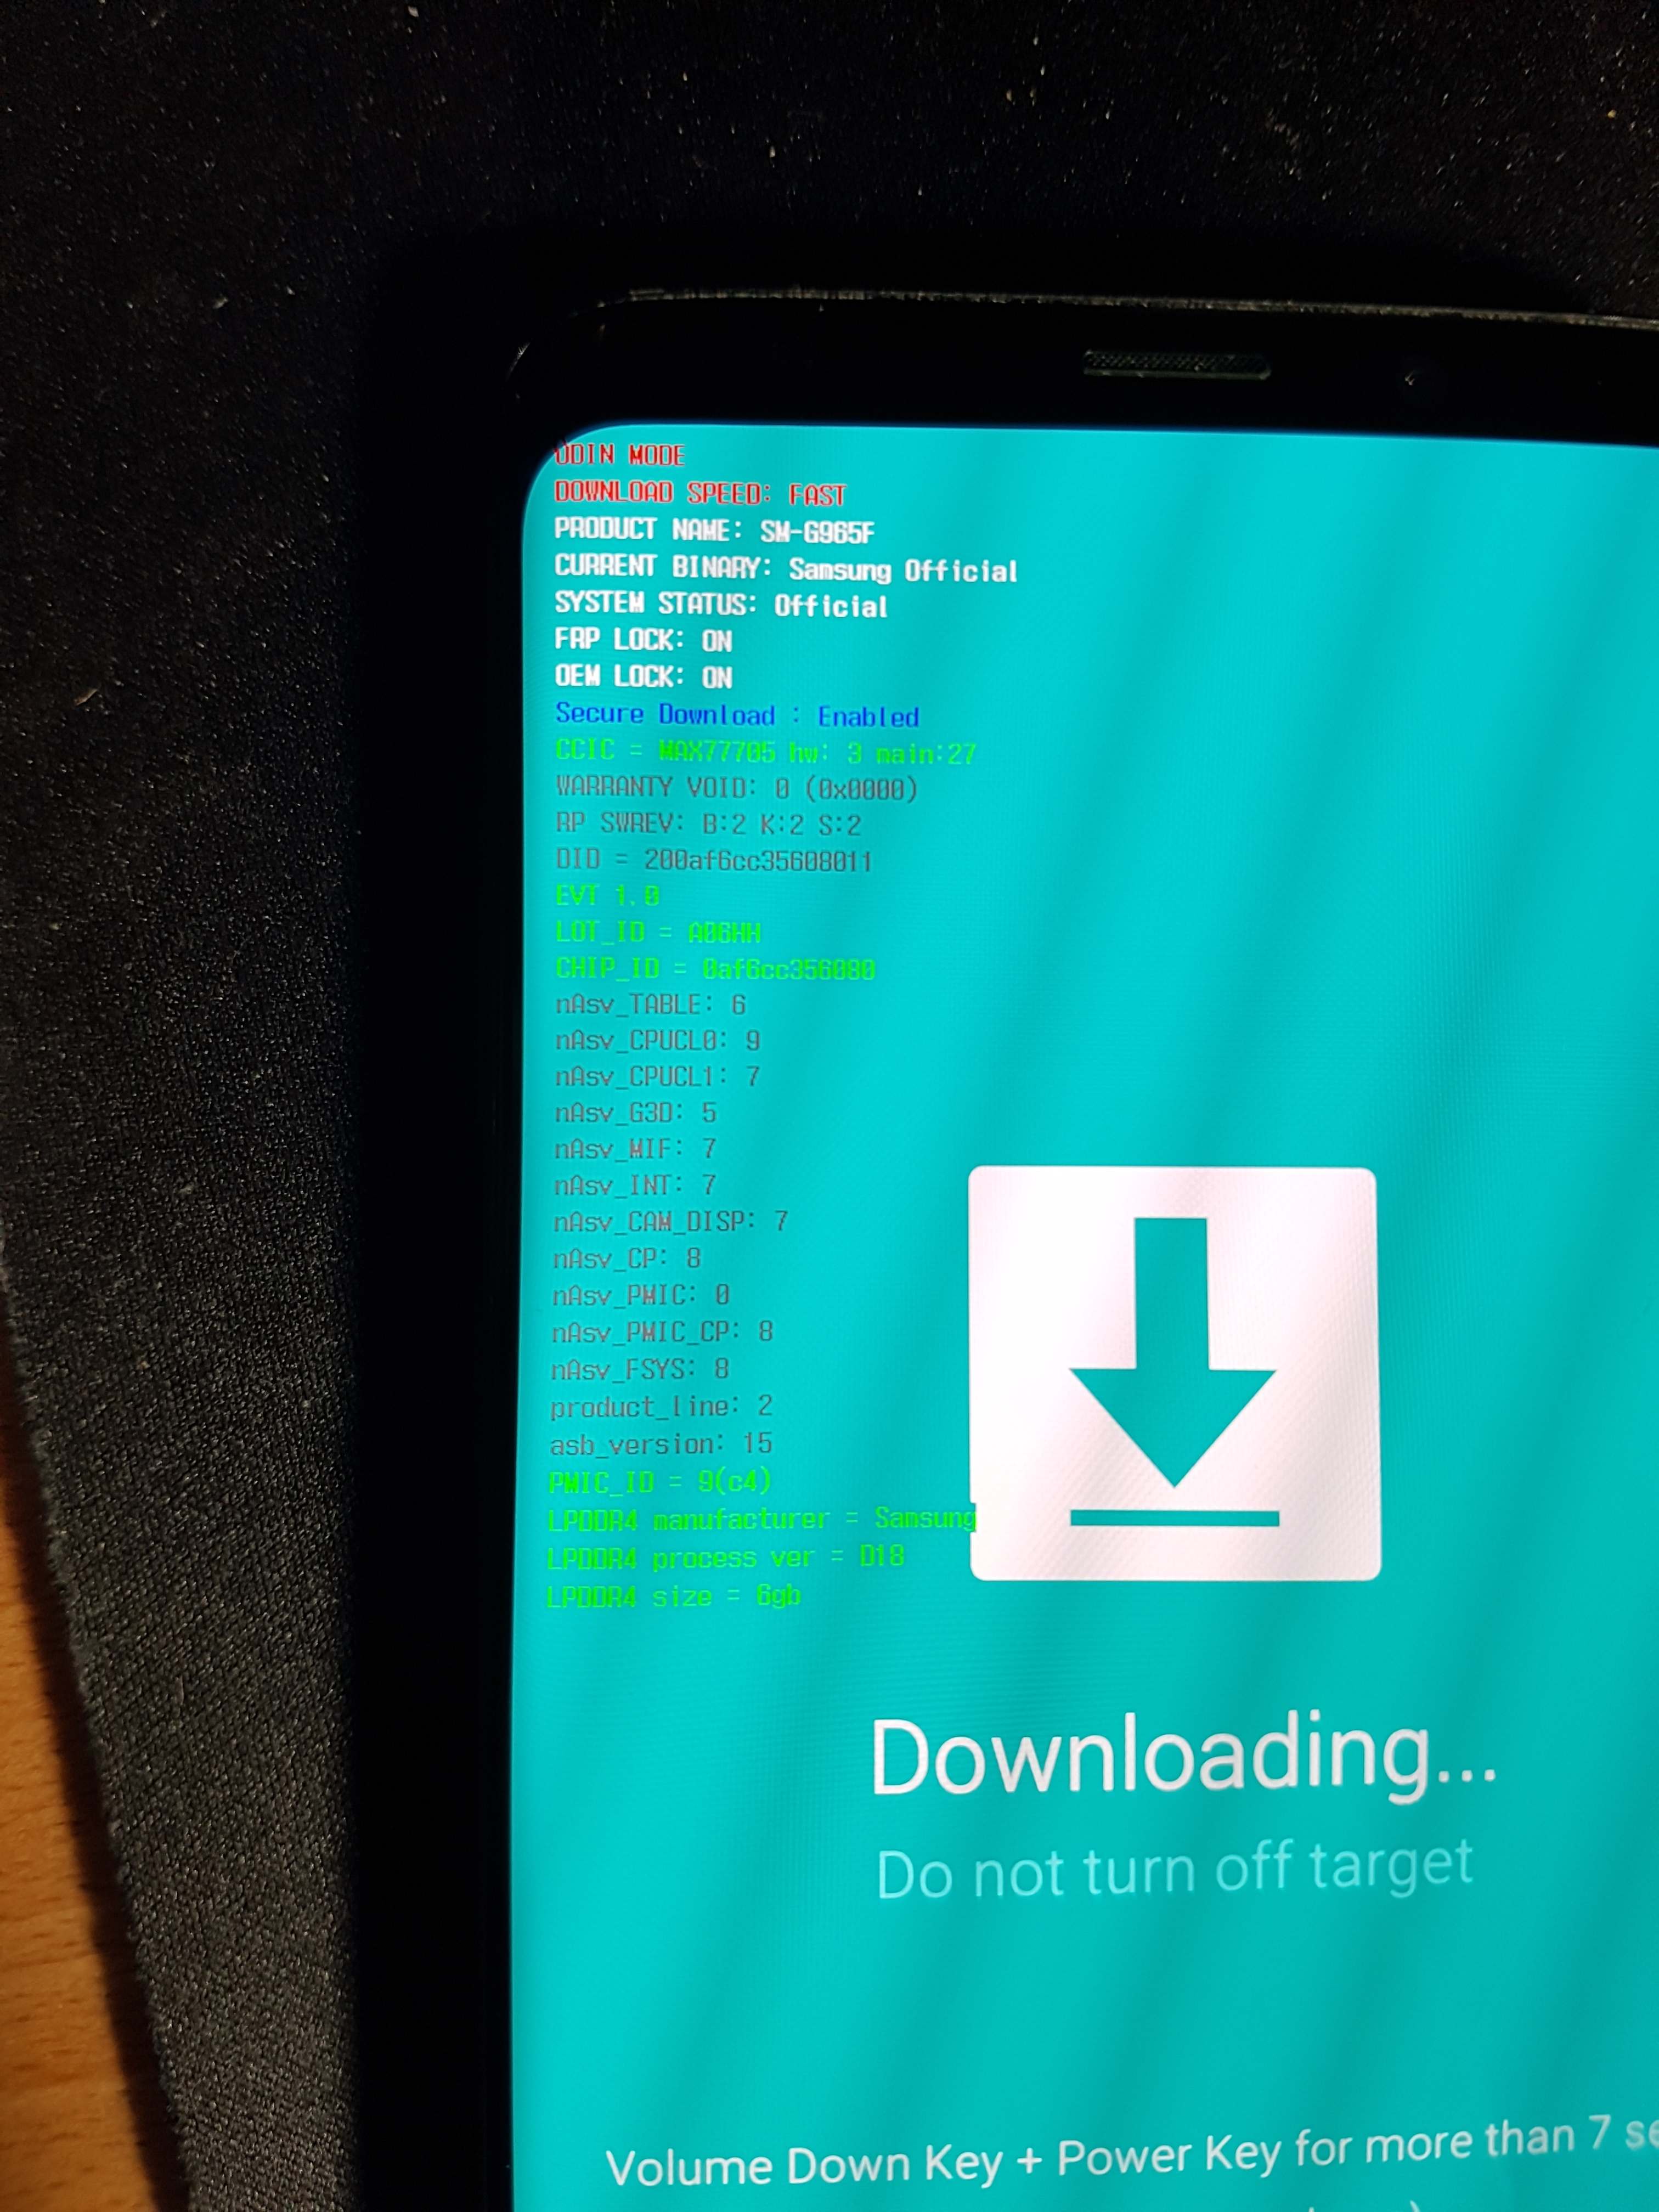 ODIN MODE
DOWNLOAD SPEED: FAST
PRODUCT NAME: SM-G965F
CURRENT BINARY: Samsung Official
SYSTEM STATUS: Official
FRP LOCK: ON
OEM LOCK: ON
Secure Download : Enabled
CCIC = MAX77705 hw: 3 main:27
WARRANTY VOID: 0 (0x0000)
RP SWREV: B:2 K:2 S:2
DID = 200af6cc35608011
EVT 1.0
LOT_ID = A06HH
CHIP_ID = 0af6cc356080
nAsv_TABLE: 6
nAsv_CPUCL0: 9
nAsv_CPUCL1: 7
nAsv_G3D: 5
nAsv_MIF: 7
nAsv_INT: 7
nAsv_CAM_DISP: 7
nAsv_CP: 8
nAsv_PMIC: 0
nAsv_PMIC_CP: 8
nAsv_FSYS: 8
product_line: 2
asb_version: 15
PMIC_ID = 9(c4)
LPDDR4 manufacturer = Samsung
LPDDR4 process ver = D18
LPDDR4 size = 6gb
Downloading...
Do not turn off target
Volume Down Key + Power Key for more than 7 se